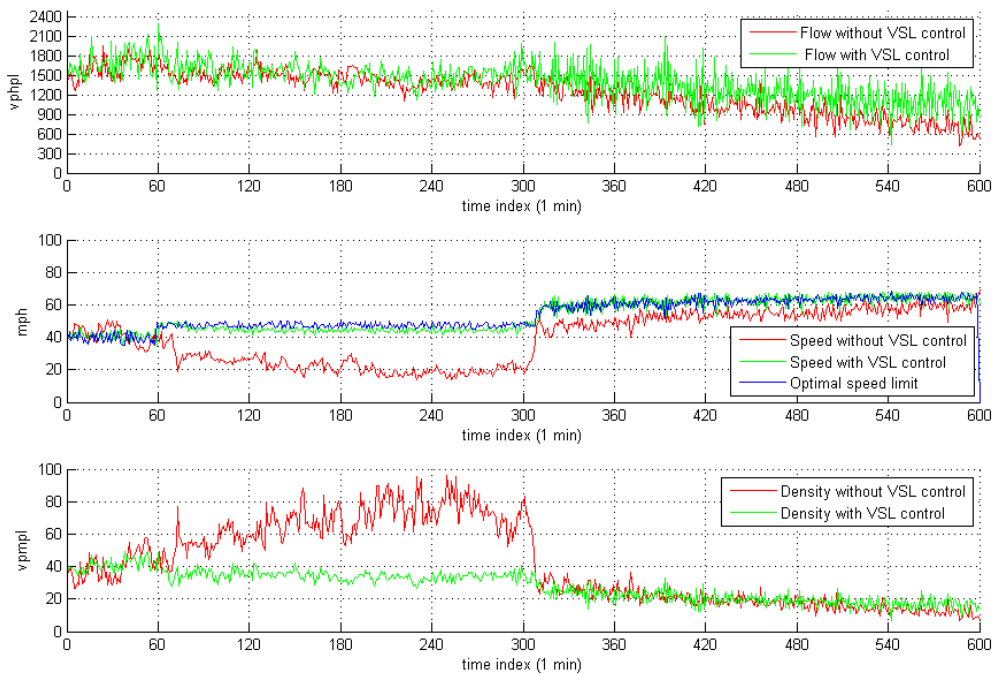 2400
2100
1800
1500
1200
900
600
300
0
vphpl
Flow without VSL control
Flow with VSL control
0 60 120 180 240 300 360 420 480 540 600
time index (1 min)
100
80
60
40
20
0
mph
Speed without VSL control
Speed with VSL control
Optimal speed limit
0 60 120 180 240 300 360 420 480 540 600
time index (1 min)
100
80
60
40
20
0
vpmpl
Density without VSL control
Density with VSL control
0 60 120 180 240 300 360 420 480 540 600
time index (1 min)